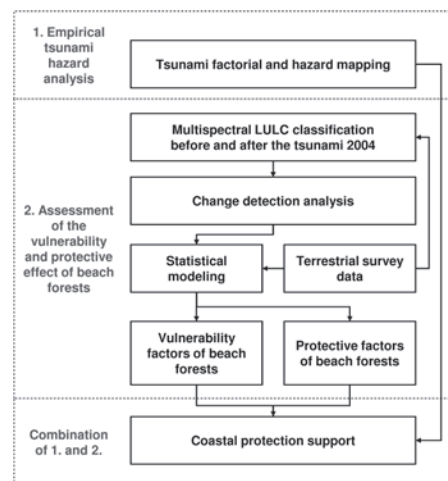 1. Empirical
tsunami
hazard
analysis
Tsunami factorial and hazard mapping
Multispectral LULC classification
before and after the tsunami 2004
Change detection analysis
2. Assessment of
the
vulnerability
and protective
effect of beach
forests
Statistical
modeling
Terrestrial survey
data
Vulnerability
factors of beach
forests
Protective factors
of beach forests
Combination
of 1. and 2.
Coastal protection support